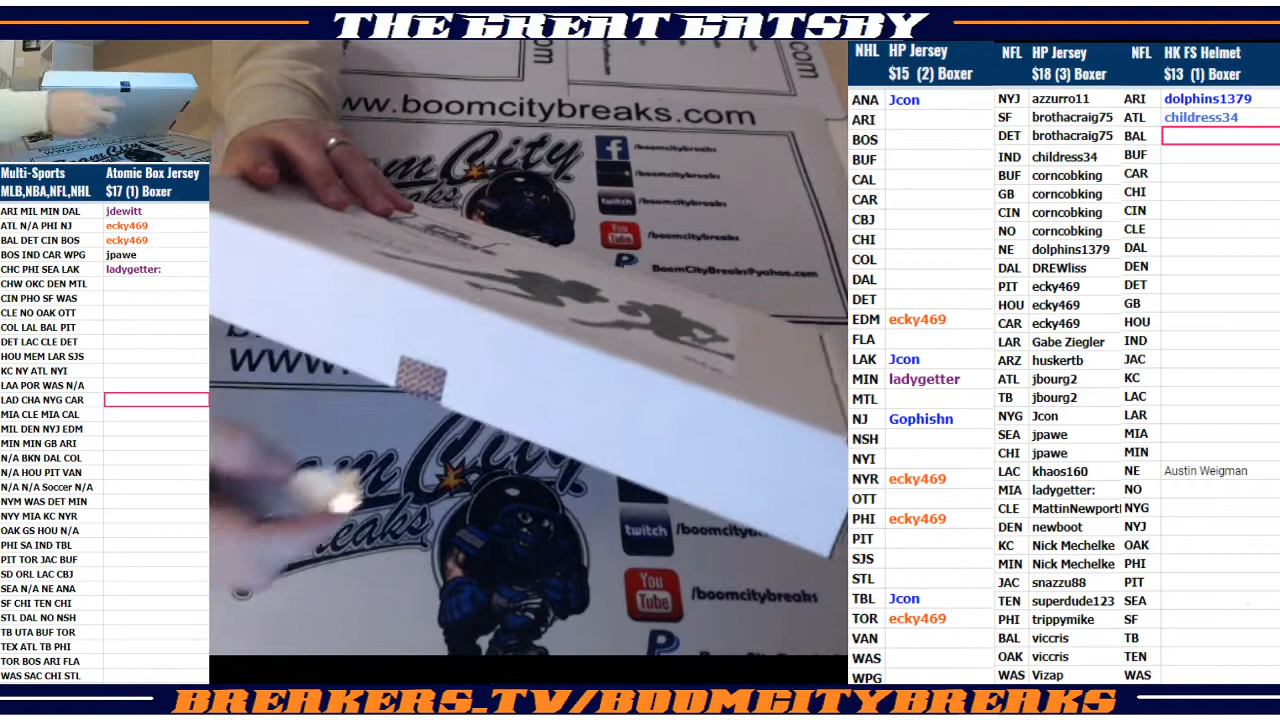 THE GREAT GATSBY
Multi-Sports Atomic Box Jersey
MLB,NBA,NFL,NHL $17 (1) Boxer
ARI MIL MIN DAL jdewitt
ATL N/A PHI NJ ecky469
BAL DET CIN BOS ecky469
BOS IND CAR WPG jpawe
CHC PHI SEA LAK ladygetter:
CHW OKC DEN MTL
CIN PHO SF WAS
CLE NO OAK OTT
COL LAL BAL PIT
DET LAC CLE DET
HOU MEM LAR SJS
KC NY ATL NYI
LAA POR WAS N/A
LAD CHA NYG CAR
MIA CLE MIA CAL
MIL DEN NYJ EDM
MIN MIN GB ARI
N/A BKN DAL COL
N/A HOU PIT VAN
N/A N/A Soccer N/A
NYM WAS DET MIN
NYY MIA KC NYR
OAK GS HOU N/A
PHI SA IND TBL
PIT TOR JAC BUF
SD ORL LAC CBJ
SEA N/A NE ANA
SF CHI TEN CHI
STL DAL NO NSH
TB UTA BUF TOR
TEX ATL TB PHI
TOR BOS ARI FLA
WAS SAC CHI STL
.com
www.boomcitybreaks.com
Boom City
/boomcitybreaks
/boomcitybreaks
twitch /boomcitybreaks
You Tube /boomcitybreaks
BoomCityBreaks@yahoo.com
www
Boom City Breaks
twitch /boomcitybreaks
You Tube /boomcitybreaks
NHL HP Jersey
$15 (2) Boxer
ANA Jcon
ARI
BOS
BUF
CAL
CAR
CBJ
CHI
COL
DAL
DET
EDM ecky469
FLA
LAK Jcon
MIN ladygetter
MTL
NJ Gophishn
NSH
NYI
NYR ecky469
OTT
PHI ecky469
PIT
SJS
STL
TBL Jcon
TOR ecky469
VAN
WAS
WPG
NFL HP Jersey
$18 (3) Boxer
NYJ azzurro11
SF brothacraig75
DET brothacraig75
IND childress34
BUF corncobking
GB corncobking
CIN corncobking
NO corncobking
NE dolphins1379
DAL DREWliss
PIT ecky469
HOU ecky469
CAR ecky469
LAR Gabe Ziegler
ARZ huskertb
ATL jbourg2
TB jbourg2
NYG Jcon
SEA jpawe
CHI jpawe
LAC khaos160
MIA ladygetter:
CLE MattinNewport
DEN newboot
KC Nick Mechelke
MIN Nick Mechelke
JAC snazzu88
TEN superdude123
PHI trippymike
BAL viccris
OAK viccris
WAS Vizap
NFL HK FS Helmet
$13 (1) Boxer
ARI dolphins1379
ATL childress34
BAL
BUF
CAR
CHI
CIN
CLE
DAL
DEN
DET
GB
HOU
IND
JAC
KC
LAC
LAR
MIA
MIN
NE Austin Weigman
NO
NYG
NYJ
OAK
PHI
PIT
SEA
SF
TB
TEN
WAS
BREAKERS.TV/BOOMCITYBREAKS